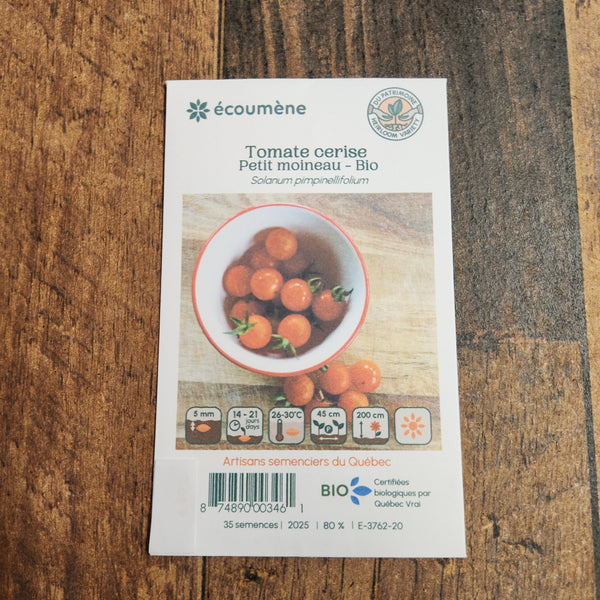 écoumène
DU PATRIMOINE
HEIRLOOM VARIETY
Tomate cerise
Petit moineau - Bio
Solanum pimpinellifolium
5 mm
14 - 21
jours
days
26-30°C
45 cm
200 cm
Artisans semenciers du Québec
8 74890 00346 1
BIO
Certifiées
biologiques par
Québec Vrai
35 semences | 2025 | 80 % | E-3762-20